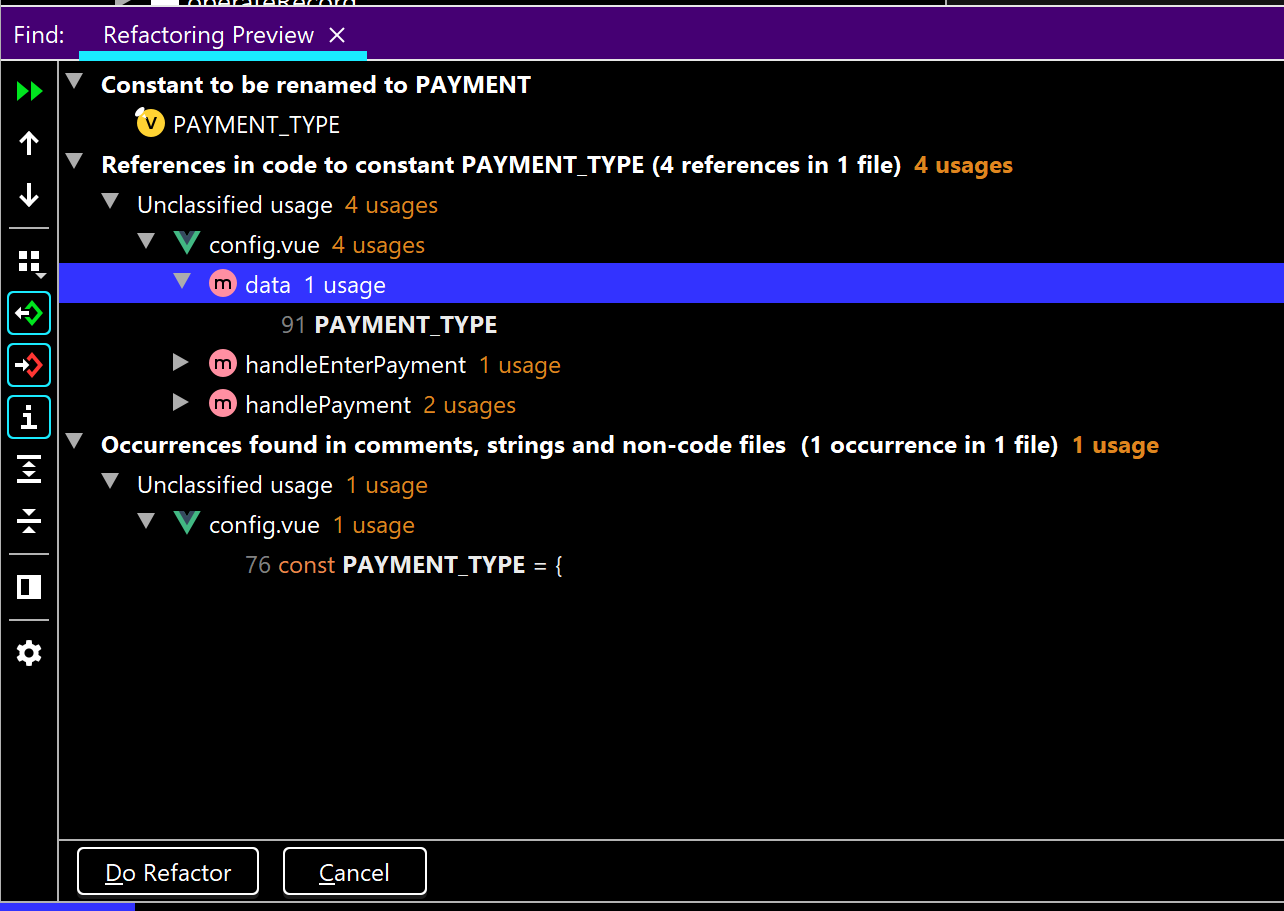 operateRecord
Find: Refactoring Preview
Constant to be renamed to PAYMENT
PAYMENT_TYPE
References in code to constant PAYMENT_TYPE (4 references in 1 file) 4 usages
Unclassified usage 4 usages
config.vue 4 usages
m data 1 usage
91 PAYMENT_TYPE
m handleEnterPayment 1 usage
m handlePayment 2 usages
Occurrences found in comments, strings and non-code files (1 occurrence in 1 file) 1 usage
Unclassified usage 1 usage
config.vue 1 usage
76 const PAYMENT_TYPE = {
Do Refactor Cancel